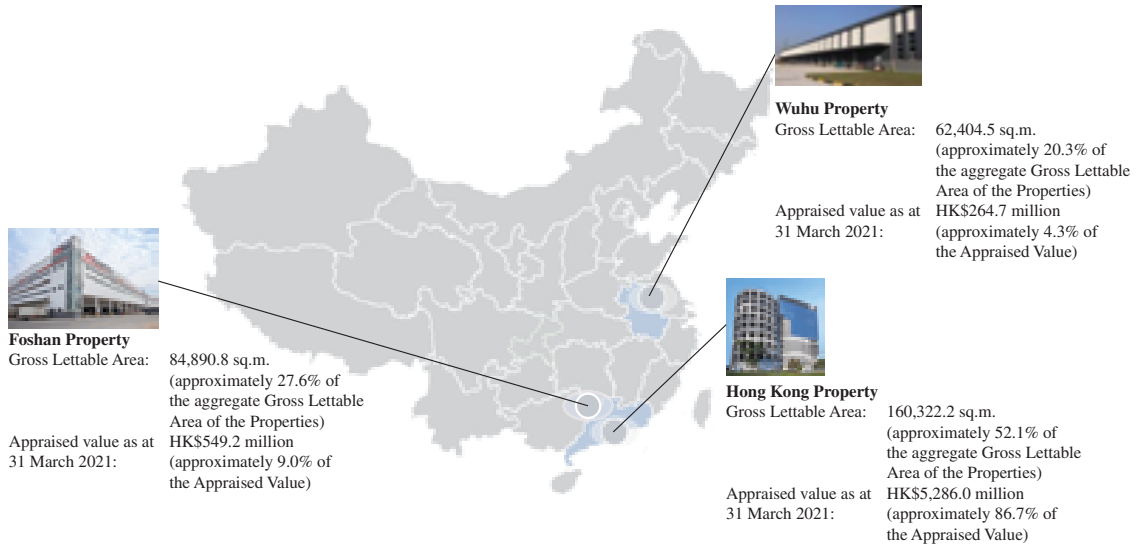 Wuhu Property
Gross Lettable Area: 62,404.5 sq.m.
(approximately 20.3% of
the aggregate Gross Lettable
Area of the Properties)
Appraised value as at HK$264.7 million
31 March 2021: (approximately 4.3% of
the Appraised Value)
Foshan Property
Gross Lettable Area: 84,890.8 sq.m.
(approximately 27.6% of
the aggregate Gross Lettable
Area of the Properties)
Appraised value as at HK$549.2 million
31 March 2021: (approximately 9.0% of
the Appraised Value)
Hong Kong Property
Gross Lettable Area: 160,322.2 sq.m.
(approximately 52.1% of
the aggregate Gross Lettable
Area of the Properties)
Appraised value as at HK$5,286.0 million
31 March 2021: (approximately 86.7% of
the Appraised Value)